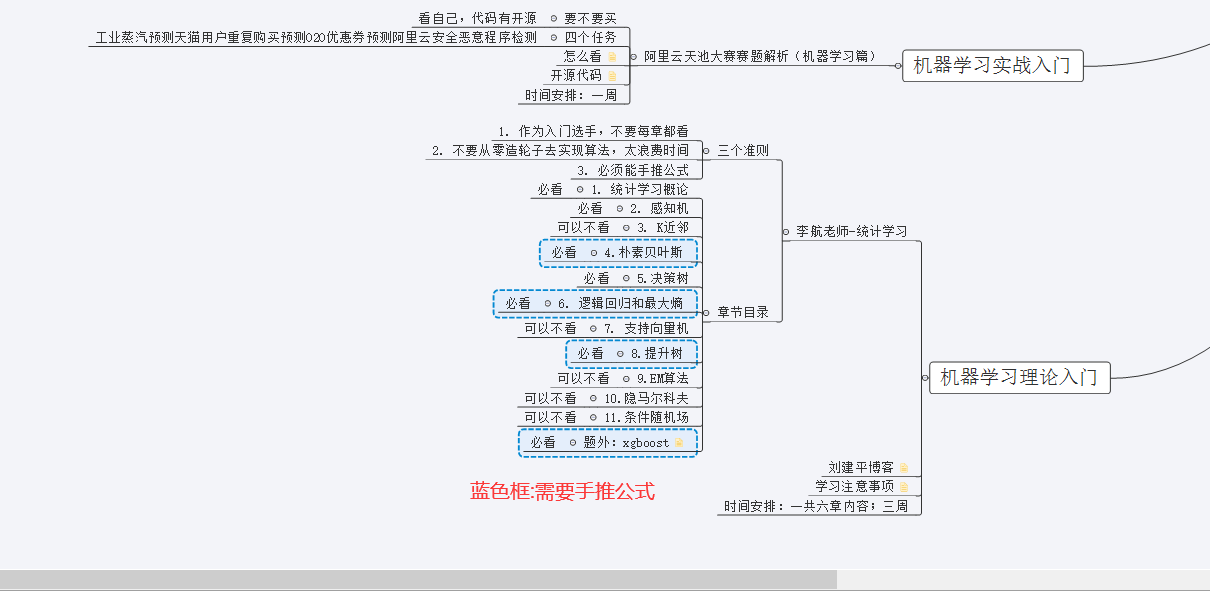 看自己，代码有开源 要不要买
工业蒸汽预测天猫用户重复购买预测O2O优惠券预测阿里云安全恶意程序检测 四个任务
怎么看
阿里云天池大赛赛题解析（机器学习篇）
机器学习实战入门
开源代码
时间安排：一周
1. 作为入门选手，不要每章都看
2. 不要从零造轮子去实现算法，太浪费时间
三个准则
3. 必须能手推公式
必看 1. 统计学习概论
必看 2. 感知机
可以不看 3. K近邻
李航老师-统计学习
必看 4.朴素贝叶斯
必看 5.决策树
必看 6. 逻辑回归和最大熵
章节目录
可以不看 7. 支持向量机
必看 8.提升树
可以不看 9.EM算法
机器学习理论入门
可以不看 10.隐马尔科夫
可以不看 11.条件随机场
必看 题外：xgboost
刘建平博客
学习注意事项
蓝色框:需要手推公式
时间安排：一共六章内容；三周